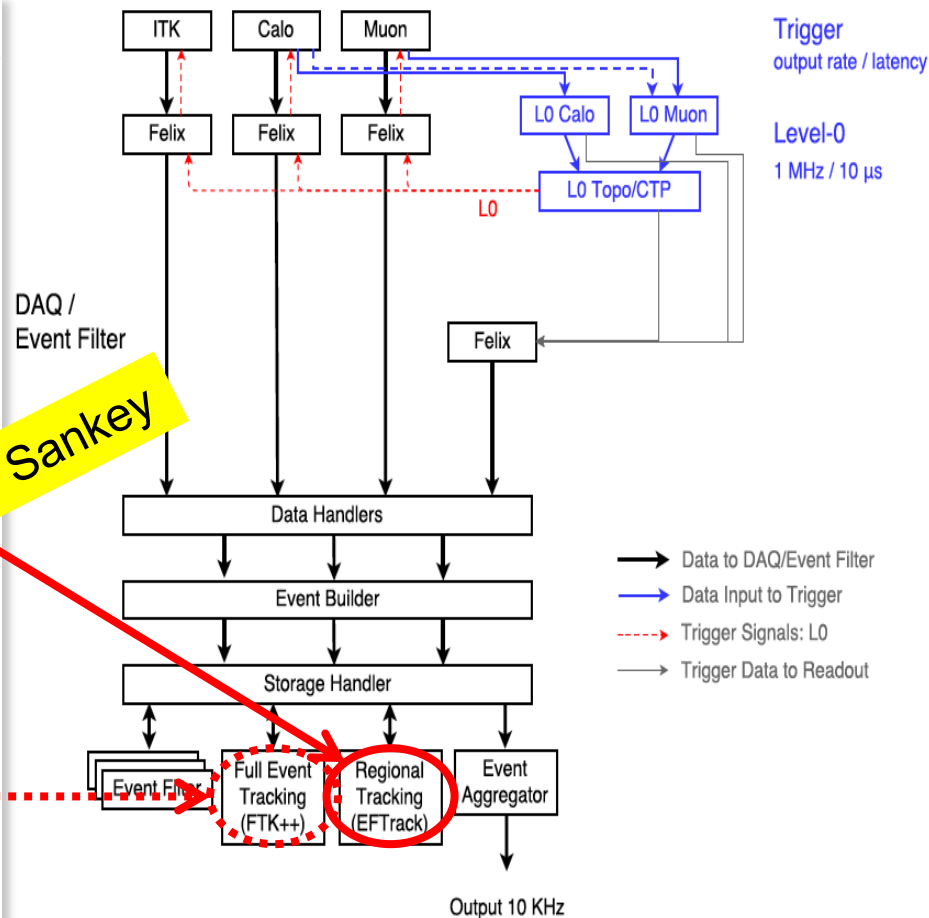 ITK
Calo
Muon
Trigger
output rate / latency
Felix
Felix
Felix
L0 Calo
L0 Muon
Level-0
1 MHz / 10 µs
L0 Topo/CTP
L0
DAQ /
Event Filter
Felix
Sankey
Data Handlers
Event Builder
Storage Handler
Data to DAQ/Event Filter
Data Input to Trigger
Trigger Signals: L0
Trigger Data to Readout
Event Filter
Full Event
Tracking
(FTK++)
Regional
Tracking
(EFTrack)
Event
Aggregator
Output 10 KHz